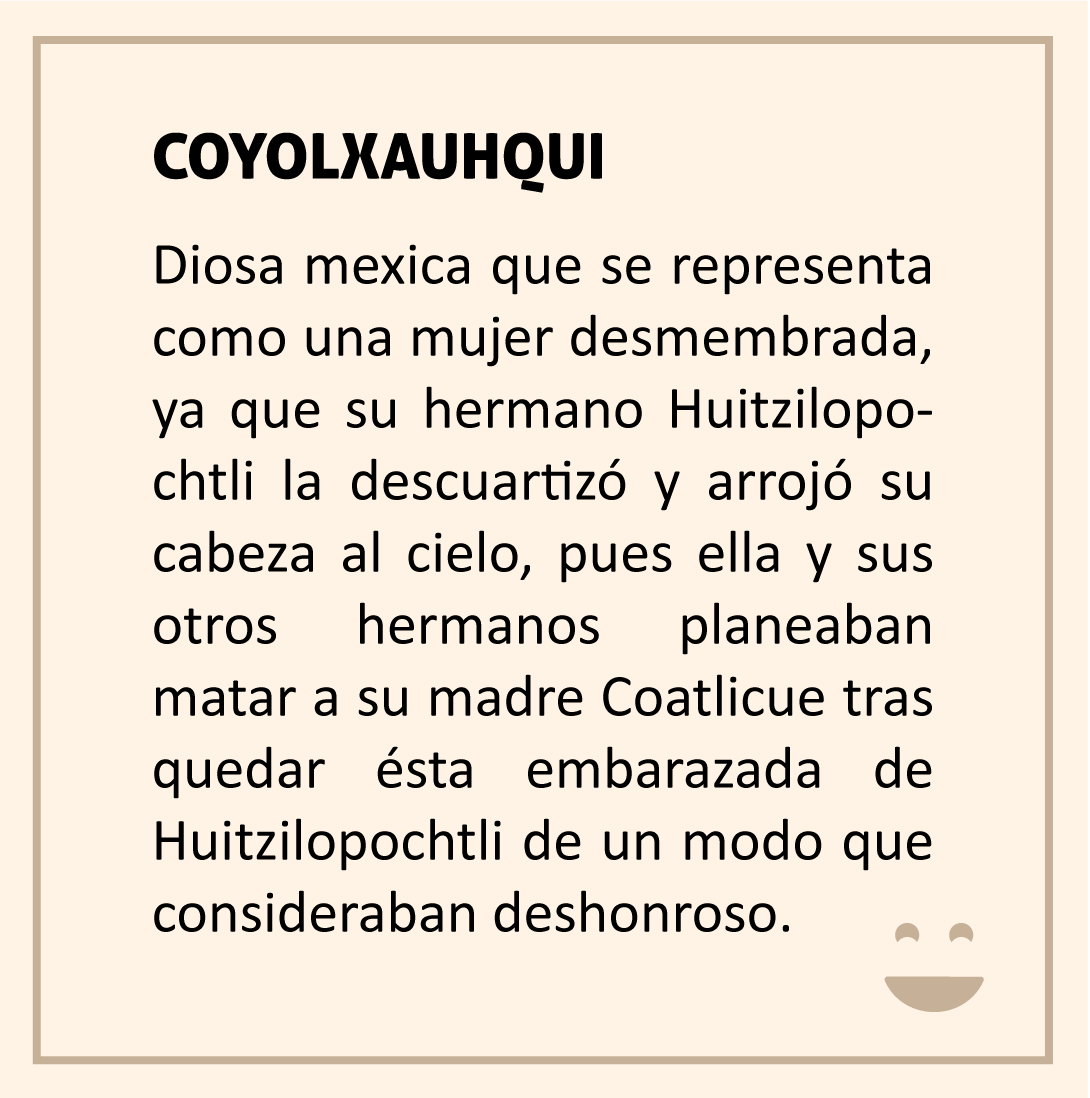 COYOLXAUHQUI
Diosa mexica que se representa
como una mujer desmembrada,
ya que su hermano Huitzilopo-
chtli la descuartizó y arrojó su
cabeza al cielo, pues ella y sus
otros hermanos planeaban
matar a su madre Coatlicue tras
quedar ésta embarazada de
Huitzilopochtli de un modo que
consideraban deshonroso.